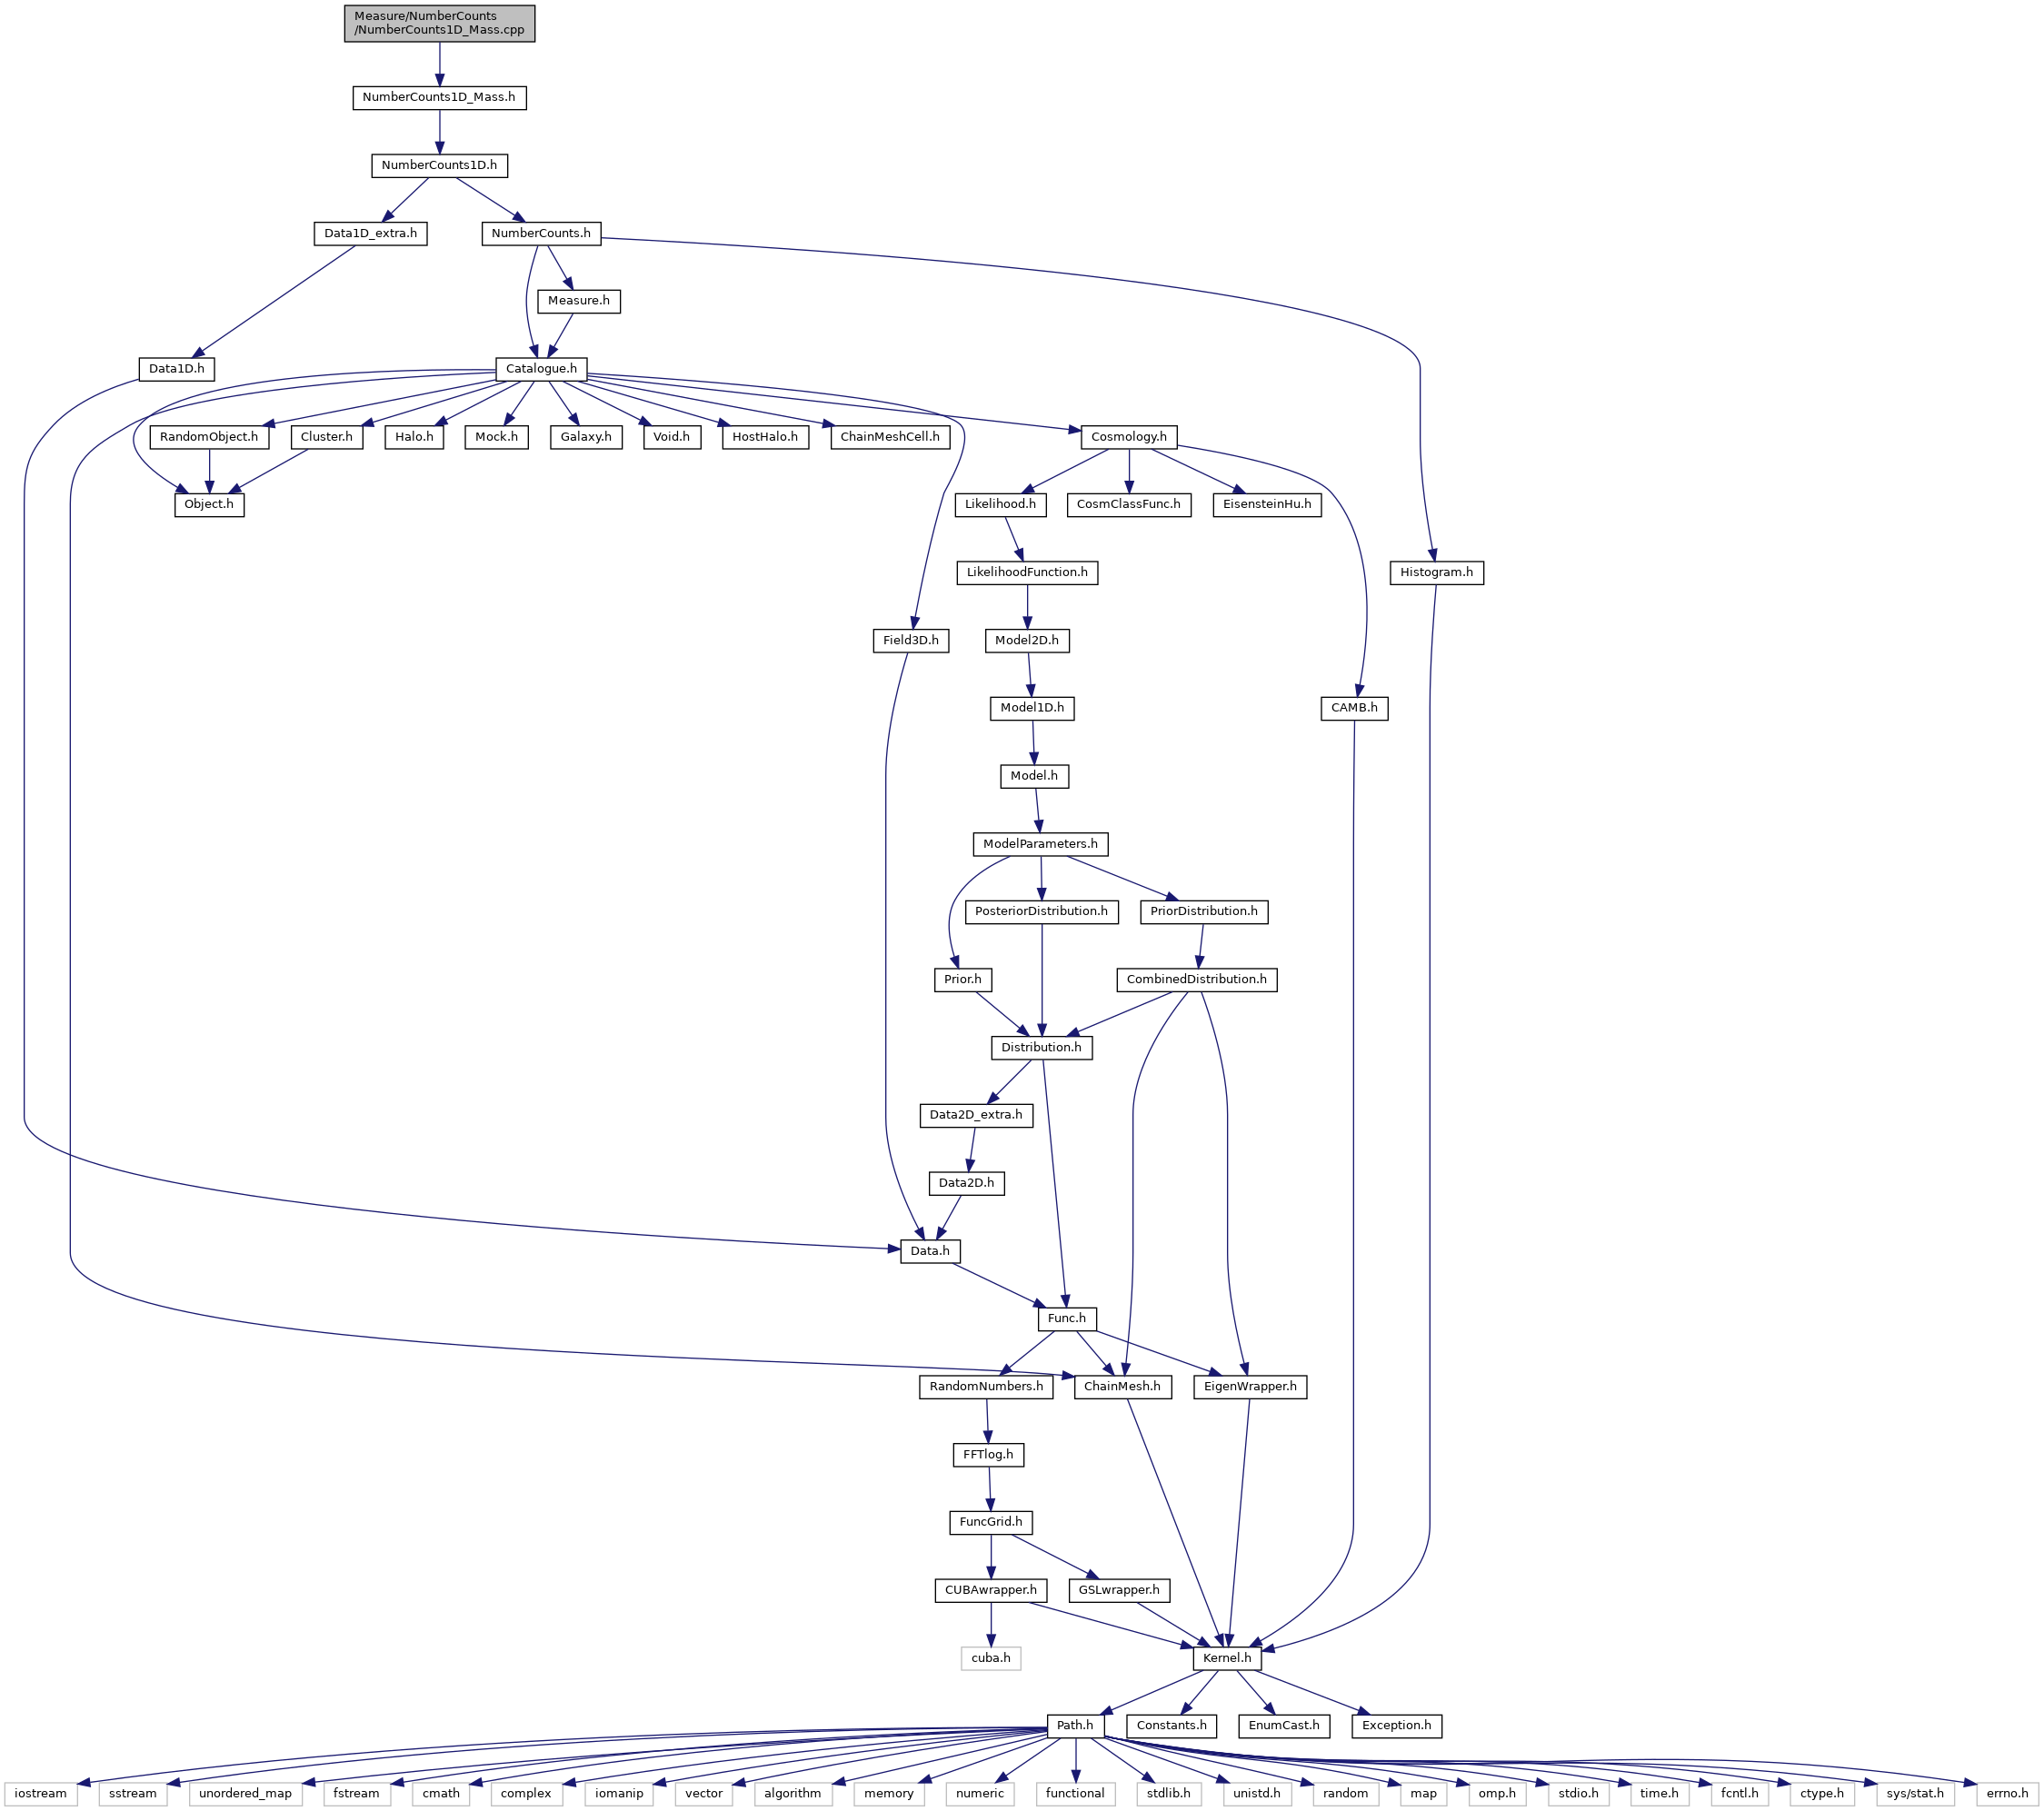 Measure/NumberCounts
/NumberCounts1D_Mass.cpp
NumberCounts1D_Mass.h
NumberCounts1D.h
Data1D_extra.h
NumberCounts.h
Measure.h
Data1D.h
Catalogue.h
RandomObject.h
Cluster.h
Halo.h
Mock.h
Galaxy.h
Void.h
HostHalo.h
ChainMeshCell.h
Cosmology.h
Object.h
Likelihood.h
CosmClassFunc.h
EisensteinHu.h
LikelihoodFunction.h
Histogram.h
Field3D.h
Model2D.h
Model1D.h
CAMB.h
Model.h
ModelParameters.h
PosteriorDistribution.h
PriorDistribution.h
Prior.h
CombinedDistribution.h
Distribution.h
Data2D_extra.h
Data2D.h
Data.h
Func.h
RandomNumbers.h
ChainMesh.h
EigenWrapper.h
FFTlog.h
FuncGrid.h
CUBAwrapper.h
GSLwrapper.h
cuba.h
Kernel.h
Path.h
Constants.h
EnumCast.h
Exception.h
iostream
sstream
unordered_map
fstream
cmath
complex
iomanip
vector
algorithm
memory
numeric
functional
stdlib.h
unistd.h
random
map
omp.h
stdio.h
time.h
fcntl.h
ctype.h
sys/stat.h
errno.h